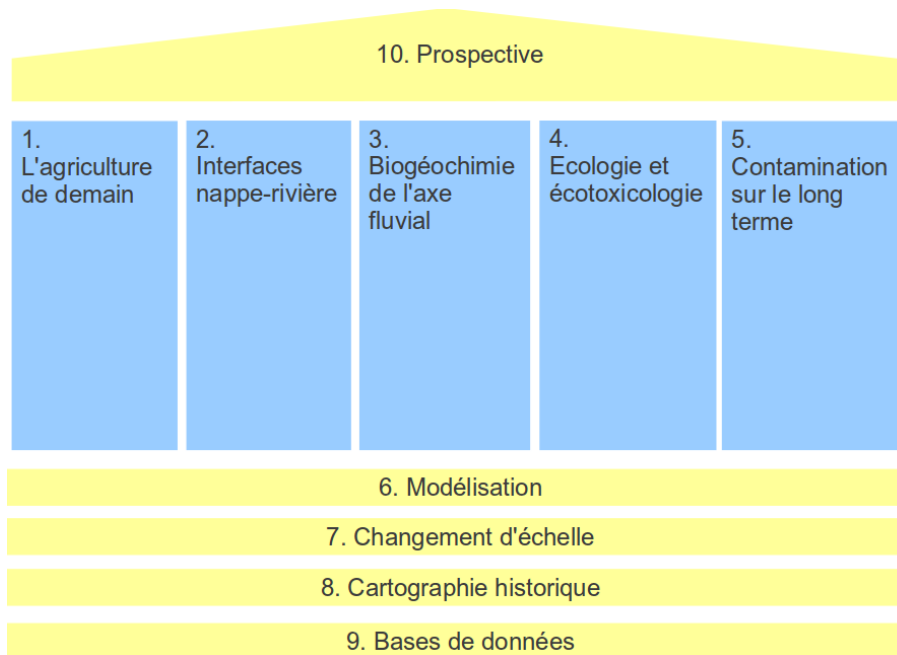 10. Prospective
1.
L'agriculture
de demain
2.
Interfaces
nappe-rivière
3.
Biogéochimie
de l'axe
fluvial
4.
Ecologie et
écotoxicologie
5.
Contamination
sur le long
terme
6. Modélisation
7. Changement d'échelle
8. Cartographie historique
9. Bases de données